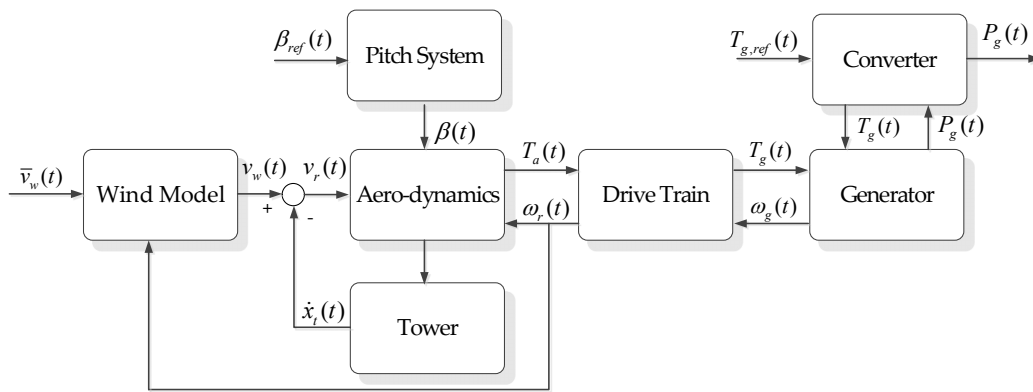 β_ref(t)
Pitch System
T_g,ref(t)
Converter
P_g(t)
β(t)
T_g(t)
P_g(t)
v̄_w(t)
Wind Model
v_w(t)
+
-
v_r(t)
Aero-dynamics
T_a(t)
ω_r(t)
Drive Train
T_g(t)
ω_g(t)
Generator
ẋ_t(t)
Tower